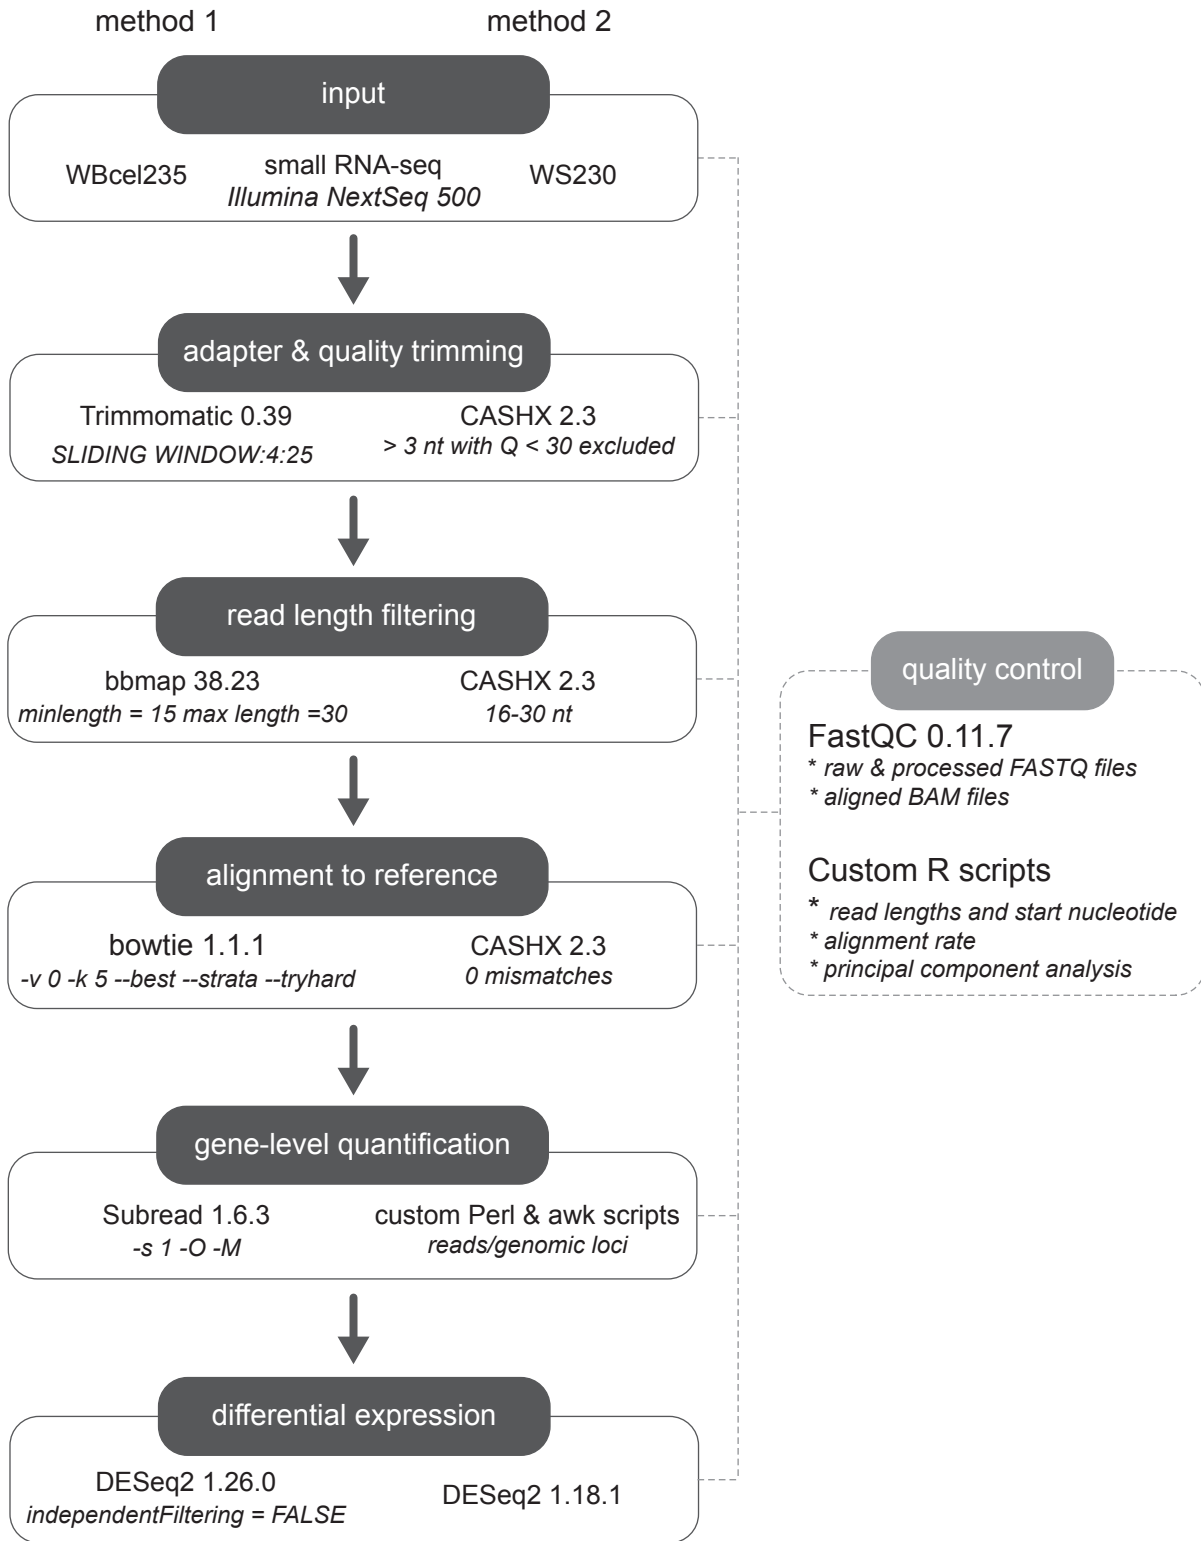 method 1
method 2
input
WBcel235
small RNA-seq
Illumina NextSeq 500
WS230
adapter & quality trimming
Trimmomatic 0.39
SLIDING WINDOW:4:25
CASHX 2.3
> 3 nt with Q < 30 excluded
read length filtering
bbmap 38.23
minlength = 15 max length =30
CASHX 2.3
16-30 nt
alignment to reference
bowtie 1.1.1
-v 0 -k 5 --best --strata --tryhard
CASHX 2.3
0 mismatches
gene-level quantification
Subread 1.6.3
-s 1 -O -M
custom Perl & awk scripts
reads/genomic loci
differential expression
DESeq2 1.26.0
independentFiltering = FALSE
DESeq2 1.18.1
quality control
FastQC 0.11.7
* raw & processed FASTQ files
* aligned BAM files
Custom R scripts
* read lengths and start nucleotide
* alignment rate
* principal component analysis